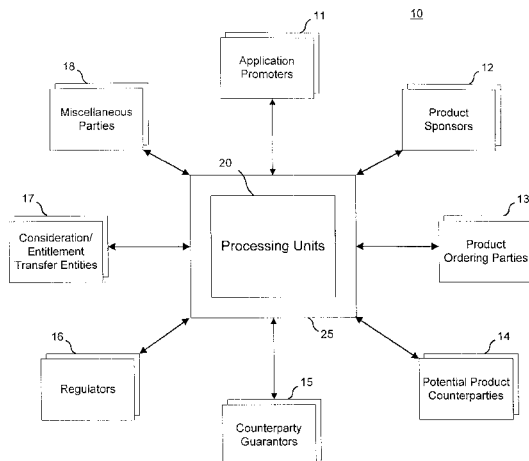 11
10
Application
Promoters
18
Miscellaneous
Parties
12
Product
Sponsors
20
17
Consideration/
Entitlement
Transfer Entities
Processing Units
13
Product
Ordering Parties
25
16
Regulators
14
Potential Product
Counterparties
15
Counterparty
Guarantors